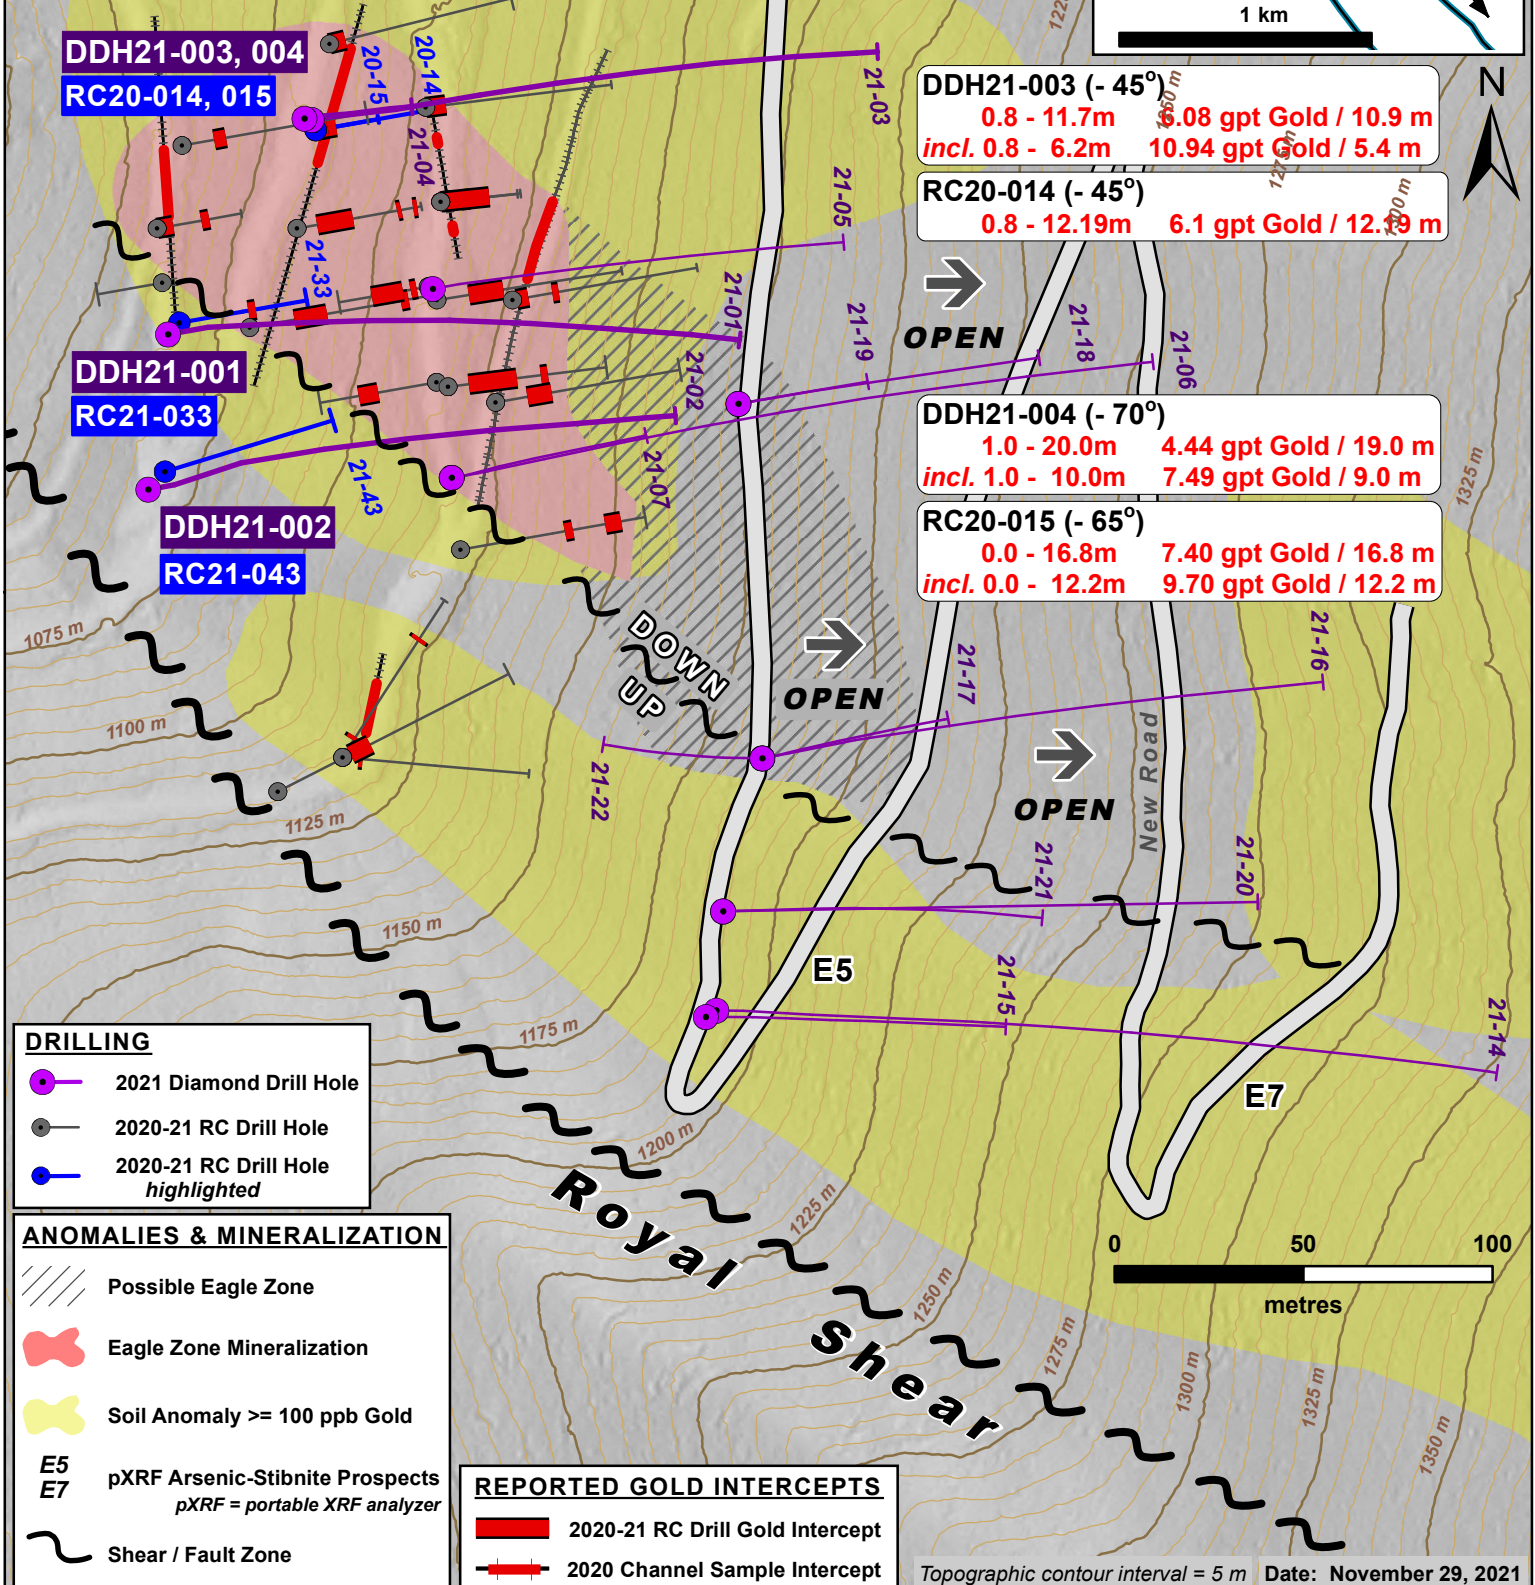 1 km
N
DDH21-003, 004
RC20-014, 015
20-15
20-14
21-04
21-03
21-05
21-33
21-01
21-19
21-18
21-06
21-02
21-07
21-43
DDH21-001
RC21-033
DDH21-002
RC21-043
DDH21-003 (- 45°)
0.8 - 11.7m 6.08 gpt Gold / 10.9 m
incl. 0.8 - 6.2m 10.94 gpt Gold / 5.4 m
RC20-014 (- 45°)
0.8 - 12.19m 6.1 gpt Gold / 12.19 m
1250 m
1275 m
1300 m
OPEN
DDH21-004 (- 70°)
1.0 - 20.0m 4.44 gpt Gold / 19.0 m
incl. 1.0 - 10.0m 7.49 gpt Gold / 9.0 m
RC20-015 (- 65°)
0.0 - 16.8m 7.40 gpt Gold / 16.8 m
incl. 0.0 - 12.2m 9.70 gpt Gold / 12.2 m
1325 m
DOWN
UP
OPEN
OPEN
New Road
21-16
21-17
21-22
21-21
21-20
21-15
21-14
E5
E7
1075 m
1100 m
1125 m
1150 m
1175 m
1200 m
1225 m
1250 m
1275 m
1300 m
1325 m
1350 m
Royal
Shear
0 50 100
metres
DRILLING
2021 Diamond Drill Hole
2020-21 RC Drill Hole
2020-21 RC Drill Hole
highlighted
ANOMALIES & MINERALIZATION
Possible Eagle Zone
Eagle Zone Mineralization
Soil Anomaly >= 100 ppb Gold
E5
E7
pXRF Arsenic-Stibnite Prospects
pXRF = portable XRF analyzer
Shear / Fault Zone
REPORTED GOLD INTERCEPTS
2020-21 RC Drill Gold Intercept
2020 Channel Sample Intercept
Topographic contour interval = 5 m
Date: November 29, 2021